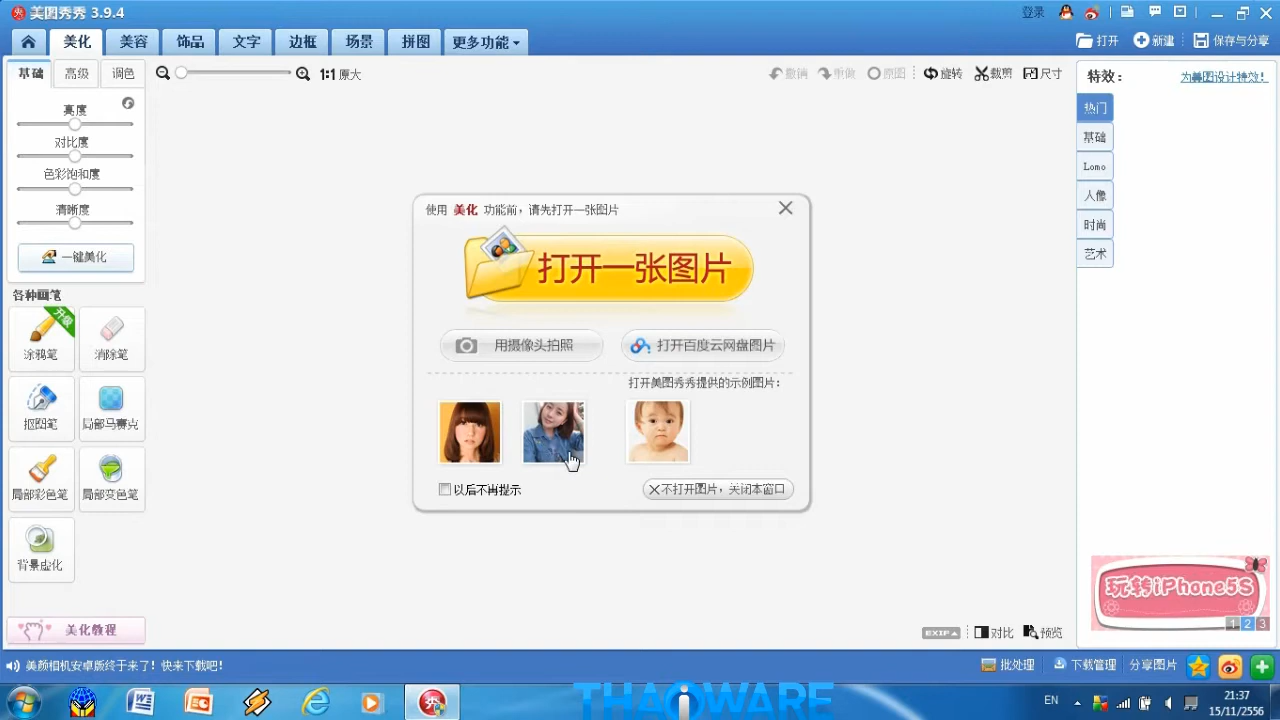 美图秀秀 3.9.4
登录
美化
美容
饰品
文字
边框
场景
拼图
更多功能
打开
新建
保存与分享
基础
高级
调色
1:1 原大
撤销
重做
原图
旋转
裁剪
尺寸
特效：
为美图设计特效!
亮度
对比度
色彩饱和度
清晰度
一键美化
各种画笔
升级
涂鸦笔
消除笔
抠图笔
局部马赛克
局部彩色笔
局部变色笔
背景虚化
美化教程
使用 美化 功能前，请先打开一张图片
打开一张图片
用摄像头拍照
打开百度云网盘图片
打开美图秀秀提供的示例图片：
以后不再提示
不打开图片，关闭本窗口
热门
基础
Lomo
人像
时尚
艺术
玩转iPhone5S
1 2 3
EXIF
对比
预览
美颜相机安卓版终于来了！快来下载吧！
批处理
下载管理
分享图片
THAIWARE
EN
21:37
15/11/2556